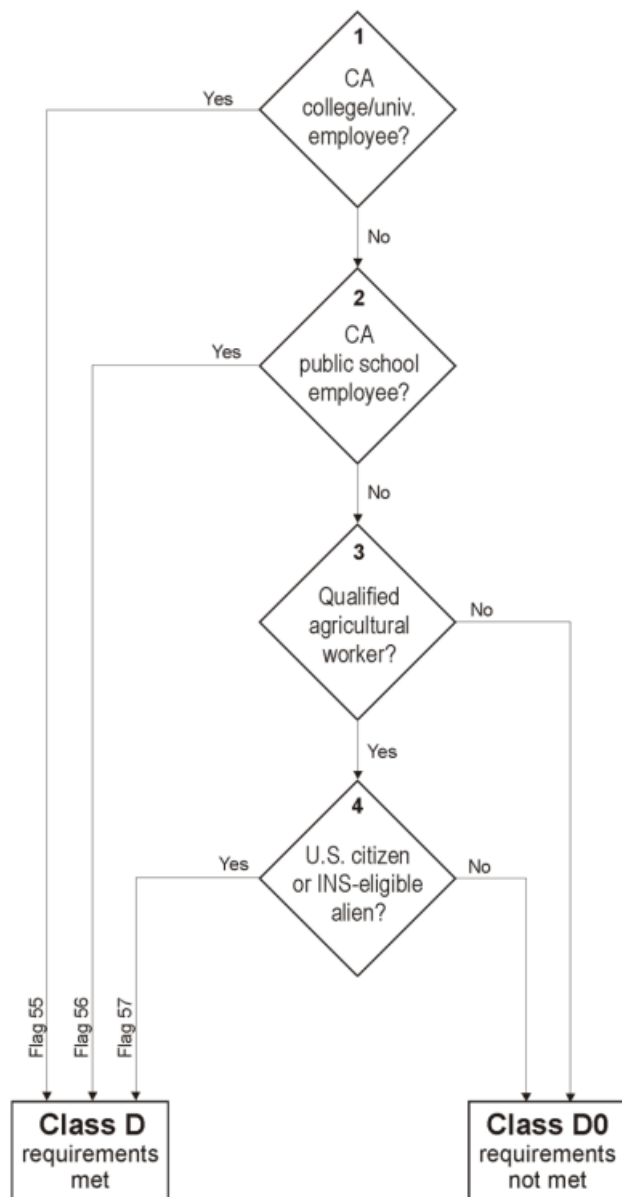 1
CA
college/univ.
employee?
Yes
No
2
CA
public school
employee?
Yes
No
3
Qualified
agricultural
worker?
No
Yes
4
U.S. citizen
or INS-eligible
alien?
Yes
No
Flag 55
Flag 56
Flag 57
Class D
requirements
met
Class D0
requirements
not met